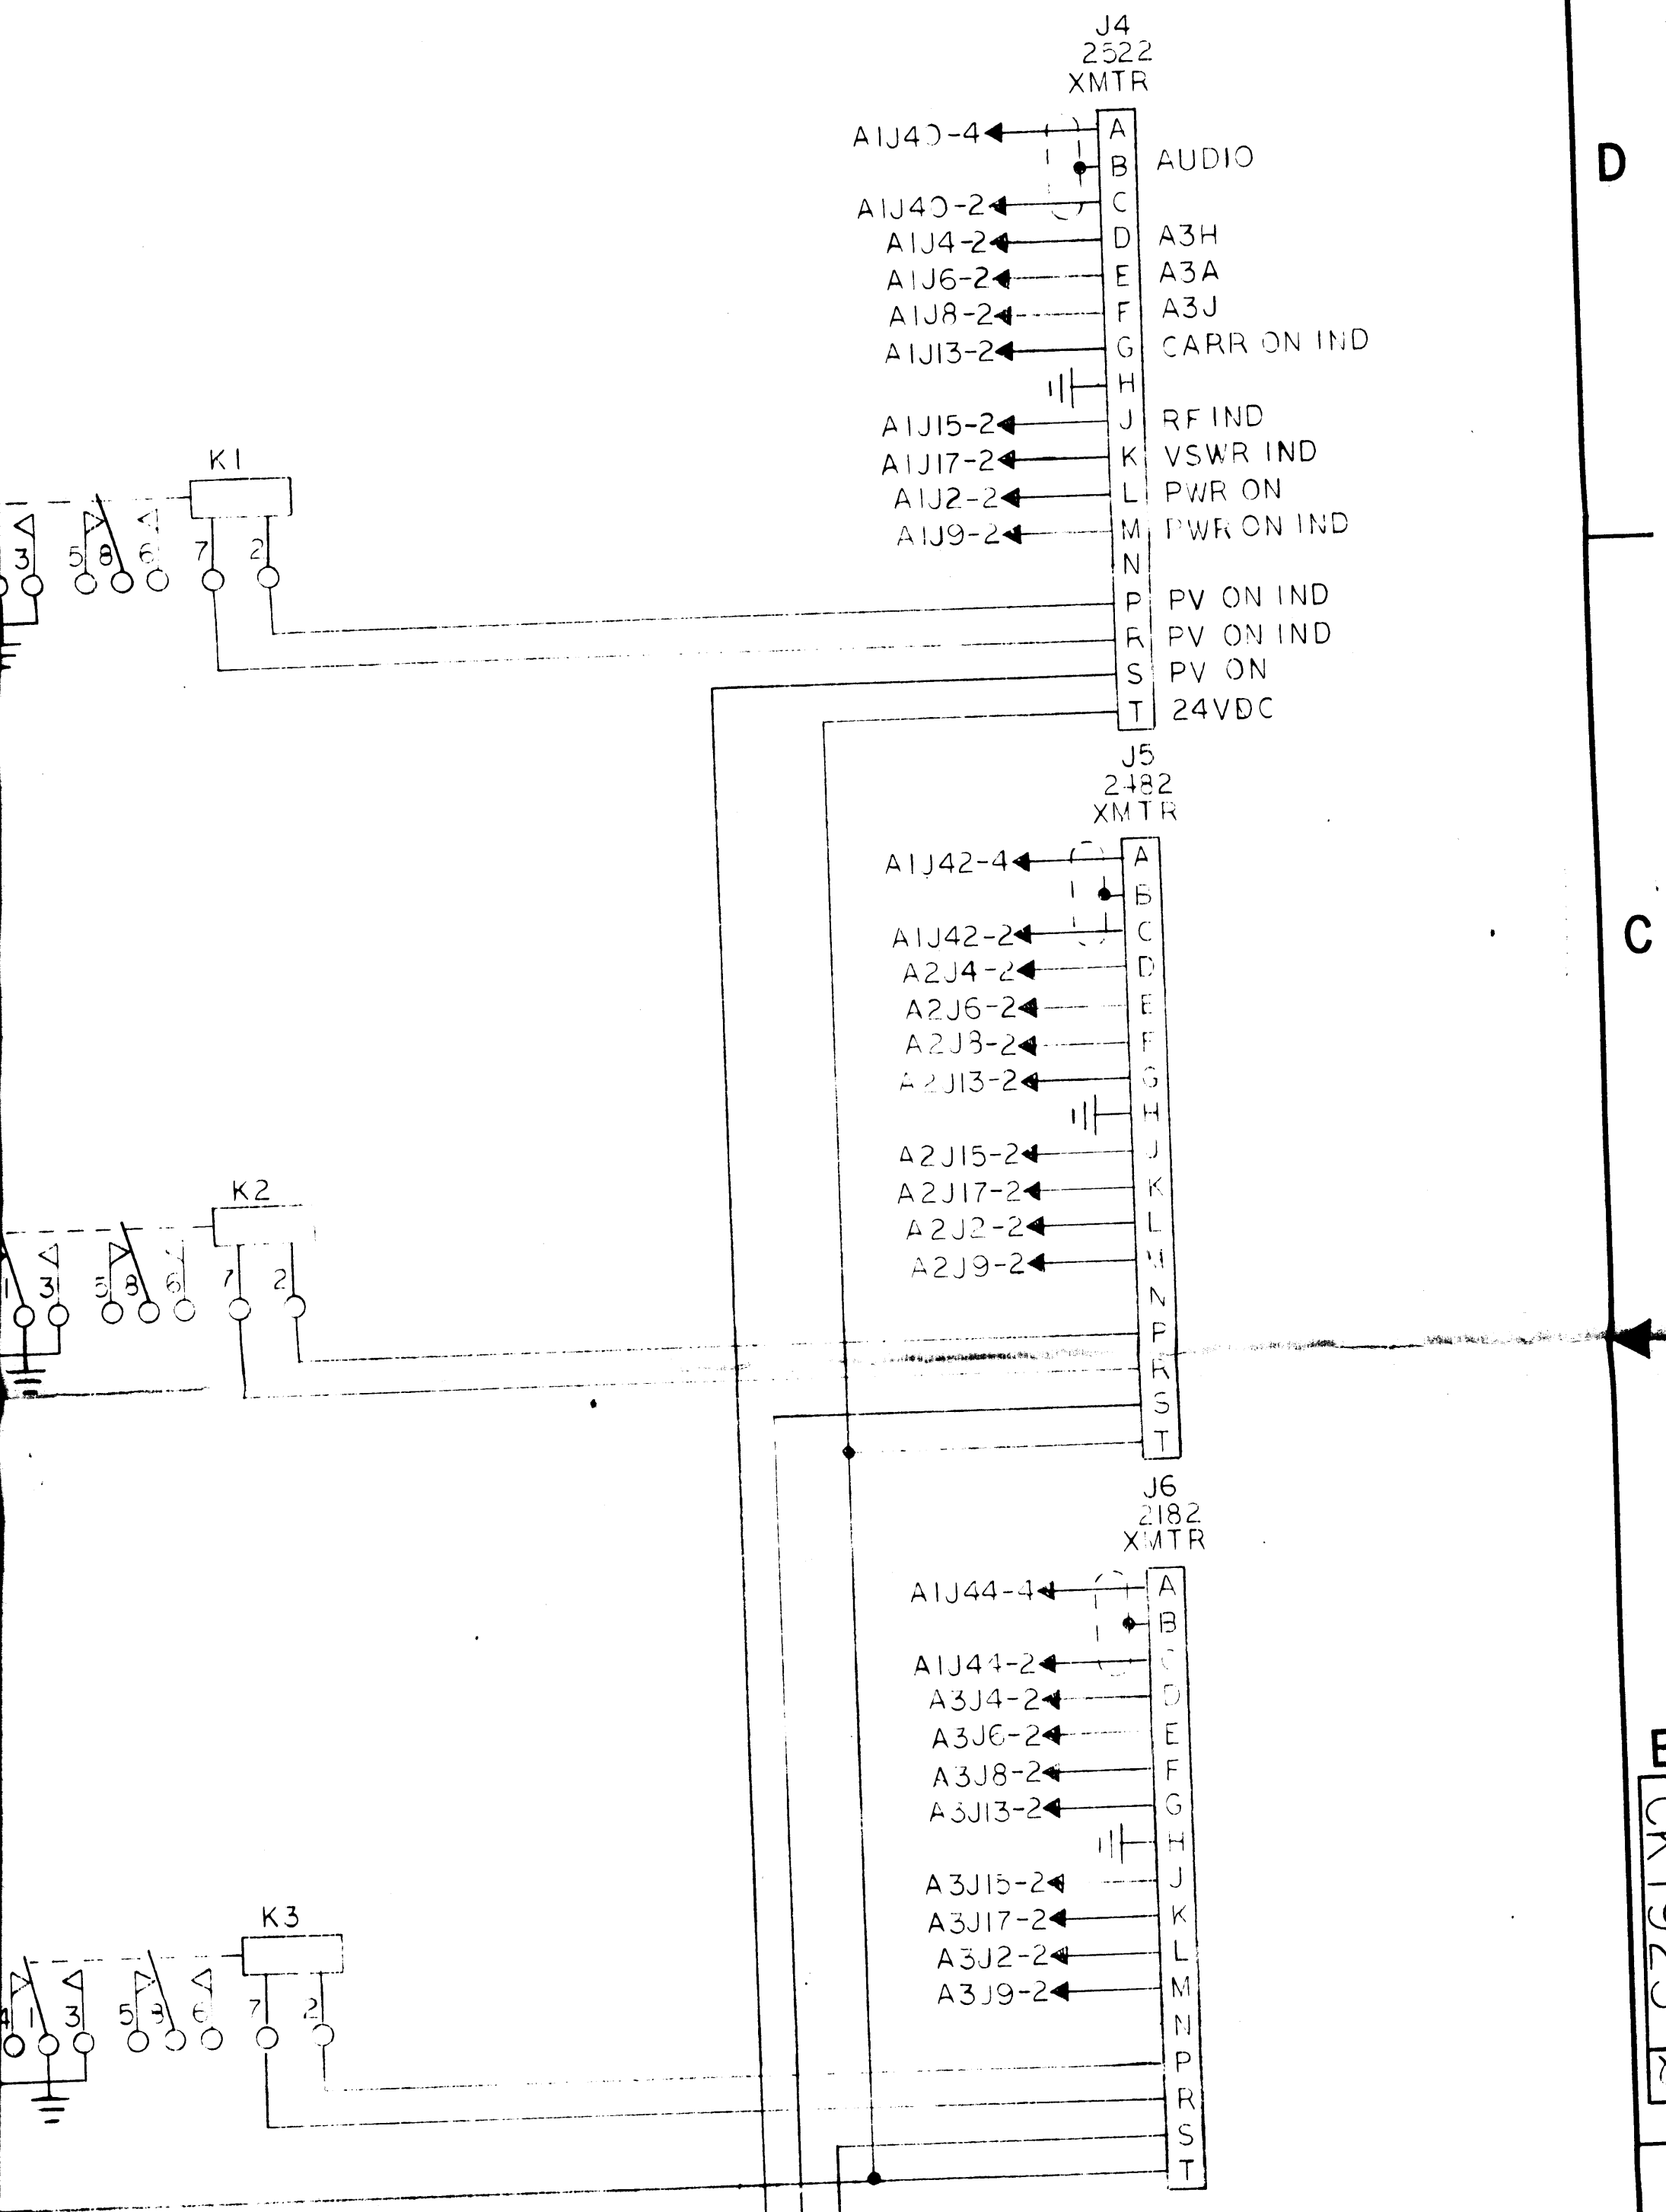 J4
2522
XMTR
A1J40-4 A
B AUDIO
A1J40-2 C
A1J4-2 D A3H
A1J6-2 E A3A
A1J8-2 F A3J
A1J13-2 G CARR ON IND
H
A1J15-2 J RF IND
A1J17-2 K VSWR IND
A1J2-2 L PWR ON
A1J9-2 M PWR ON IND
N
P PV ON IND
R PV ON IND
S PV ON
T 24VDC
K1
3 5 8 6 7 2
J5
2482
XMTR
A1J42-4 A
B
A1J42-2 C
A2J4-2 D
A2J6-2 E
A2J8-2 F
A2J13-2 G
H
A2J15-2 J
A2J17-2 K
A2J2-2 L
A2J9-2 M
N
P
R
S
T
K2
1 3 5 8 6 7 2
J6
2182
XMTR
A1J44-4 A
B
A1J44-2 C
A3J4-2 D
A3J6-2 E
A3J8-2 F
A3J13-2 G
H
A3J15-2 J
A3J17-2 K
A3J2-2 L
A3J9-2 M
N
P
R
S
T
K3
4 1 3 5 8 6 7 2
D
C